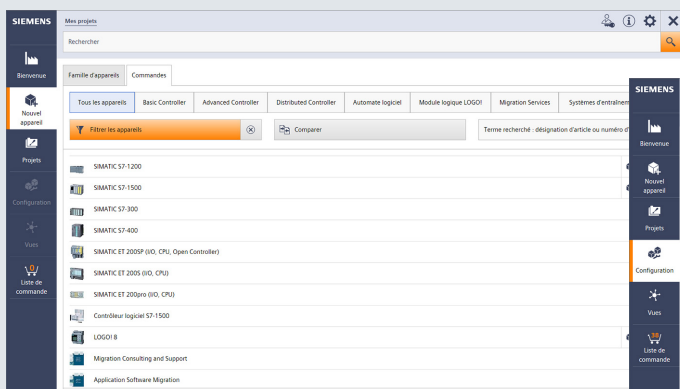 SIEMENS
Bienvenue
Nouvel
appareil
Projets
Configuration
Vues
0
Liste de
commande
Mes projets
Rechercher
Famille d'appareils
Commandes
Tous les appareils
Basic Controller
Advanced Controller
Distributed Controller
Automate logiciel
Module logique LOGO!
Migration Services
Systèmes d'entraînem
Filtrer les appareils
Comparer
Terme recherché : désignation d'article ou numéro d'
SIMATIC S7-1200
SIMATIC S7-1500
SIMATIC S7-300
SIMATIC S7-400
SIMATIC ET 200SP (I/O, CPU, Open Controller)
SIMATIC ET 200S (I/O, CPU)
SIMATIC ET 200pro (I/O, CPU)
Contrôleur logiciel S7-1500
LOGO! 8
Migration Consulting and Support
Application Software Migration
SIEMENS
Bienvenue
Nouvel
appareil
Projets
Configuration
Vues
38
Liste de
commande